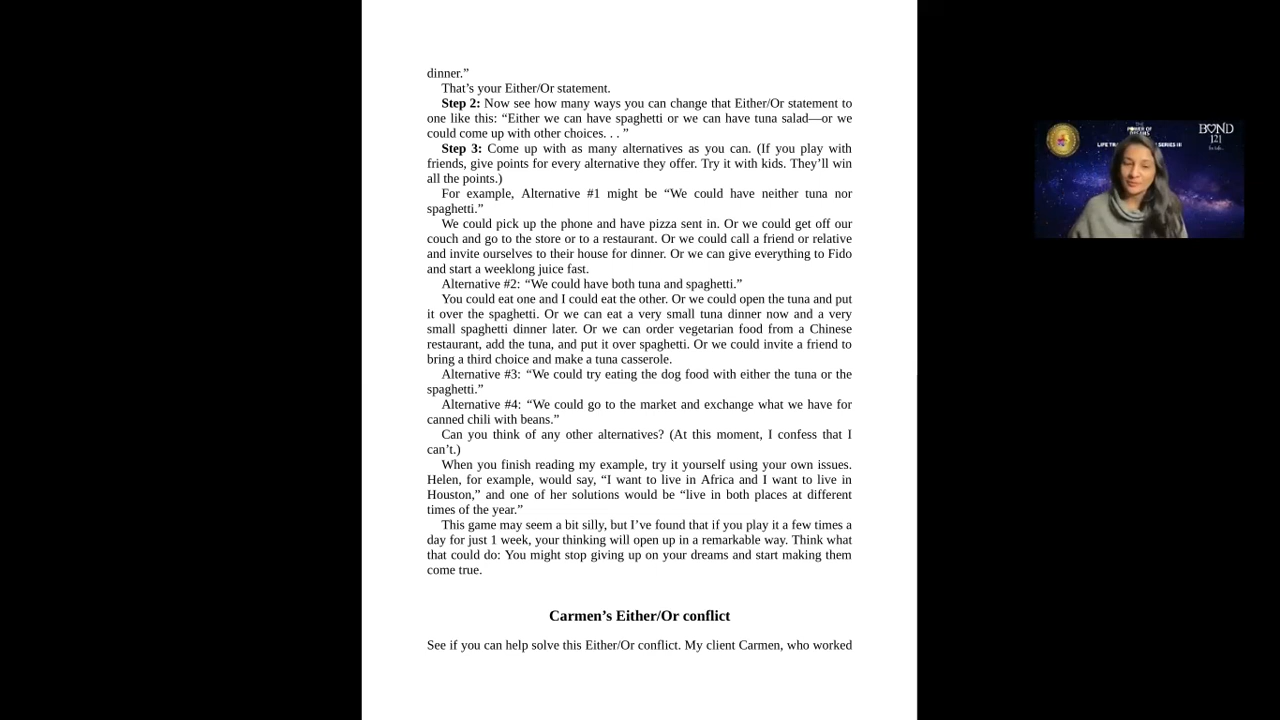 dinner.”
That’s your Either/Or statement.
Step 2: Now see how many ways you can change that Either/Or statement to
one like this: “Either we can have spaghetti or we can have tuna salad—or we
could come up with other choices. . . ”
Step 3: Come up with as many alternatives as you can. (If you play with
friends, give points for every alternative they offer. Try it with kids. They’ll win
all the points.)
For example, Alternative #1 might be “We could have neither tuna nor
spaghetti.”
We could pick up the phone and have pizza sent in. Or we could get off our
couch and go to the store or to a restaurant. Or we could call a friend or relative
and invite ourselves to their house for dinner. Or we can give everything to Fido
and start a weeklong juice fast.
Alternative #2: “We could have both tuna and spaghetti.”
You could eat one and I could eat the other. Or we could open the tuna and put
it over the spaghetti. Or we can eat a very small tuna dinner now and a very
small spaghetti dinner later. Or we can order vegetarian food from a Chinese
restaurant, add the tuna, and put it over spaghetti. Or we could invite a friend to
bring a third choice and make a tuna casserole.
Alternative #3: “We could try eating the dog food with either the tuna or the
spaghetti.”
Alternative #4: “We could go to the market and exchange what we have for
canned chili with beans.”
Can you think of any other alternatives? (At this moment, I confess that I
can’t.)
When you finish reading my example, try it yourself using your own issues.
Helen, for example, would say, “I want to live in Africa and I want to live in
Houston,” and one of her solutions would be “live in both places at different
times of the year.”
This game may seem a bit silly, but I’ve found that if you play it a few times a
day for just 1 week, your thinking will open up in a remarkable way. Think what
that could do: You might stop giving up on your dreams and start making them
come true.
Carmen’s Either/Or conflict
See if you can help solve this Either/Or conflict. My client Carmen, who worked
THE
POWER OF
LIFE TRA
SERIES III
BOND
121